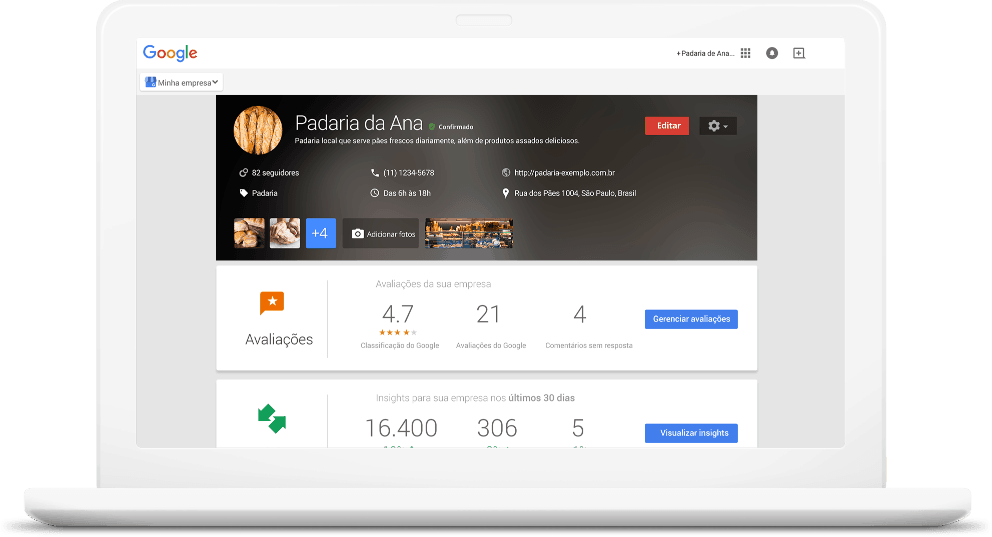 Google
+Padaria de Ana...
Minha empresa
Padaria da Ana Confirmado
Padaria local que serve pães frescos diariamente, além de produtos assados deliciosos.
Editar
82 seguidores
(11) 1234-5678
http://padaria-exemplo.com.br
Padaria
Das 6h às 18h
Rua dos Pães 1004, São Paulo, Brasil
+4
Adicionar fotos
Avaliações
Avaliações da sua empresa
4.7 21 4
Classificação do Google
Avaliações do Google
Comentários sem resposta
Gerenciar avaliações
Insights para sua empresa nos últimos 30 dias
16.400 306 5
Visualizar insights